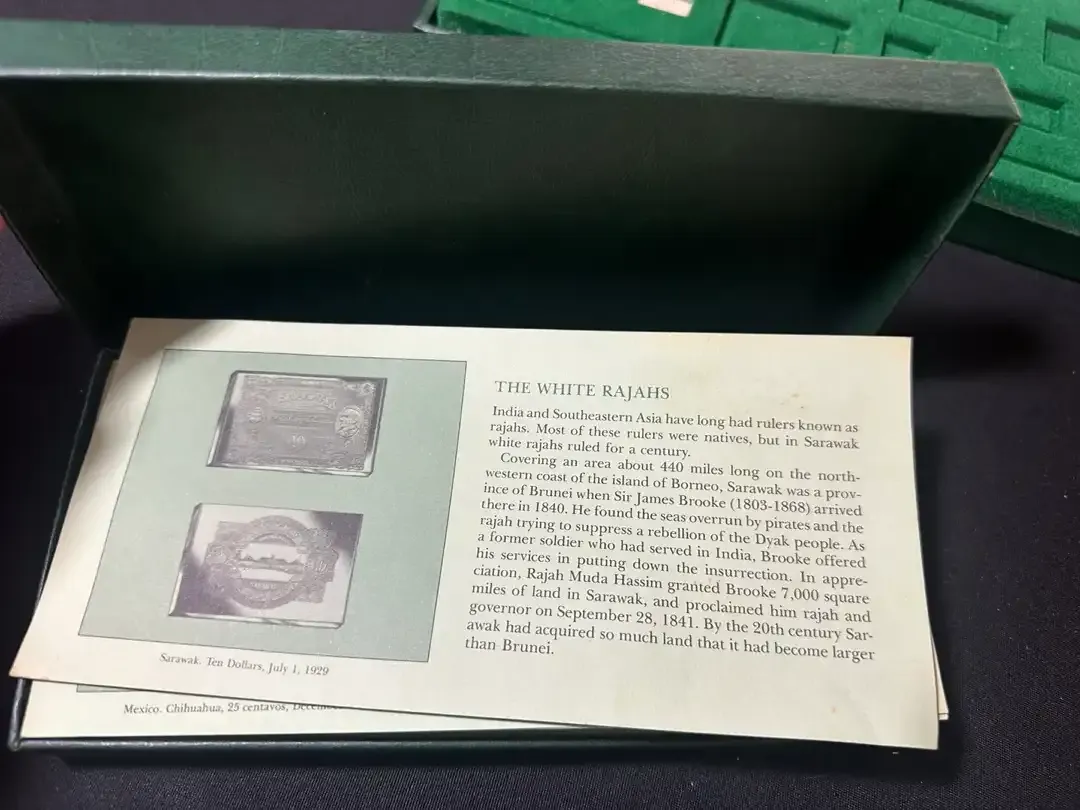 THE WHITE RAJAHS
India and Southeastern Asia have long had rulers known as
rajahs. Most of these rulers were natives, but in Sarawak
white rajahs ruled for a century.
Covering an area about 440 miles long on the north-
western coast of the island of Borneo, Sarawak was a prov-
ince of Brunei when Sir James Brooke (1803-1868) arrived
there in 1840. He found the seas overrun by pirates and the
rajah trying to suppress a rebellion of the Dyak people. As
a former soldier who had served in India, Brooke offered
his services in putting down the insurrection. In appre-
ciation, Rajah Muda Hassim granted Brooke 7,000 square
miles of land in Sarawak, and proclaimed him rajah and
governor on September 28, 1841. By the 20th century Sar-
awak had acquired so much land that it had become larger
than Brunei.
10
Sarawak. Ten Dollars, July 1, 1929
Mexico. Chihuahua, 25 centavos,